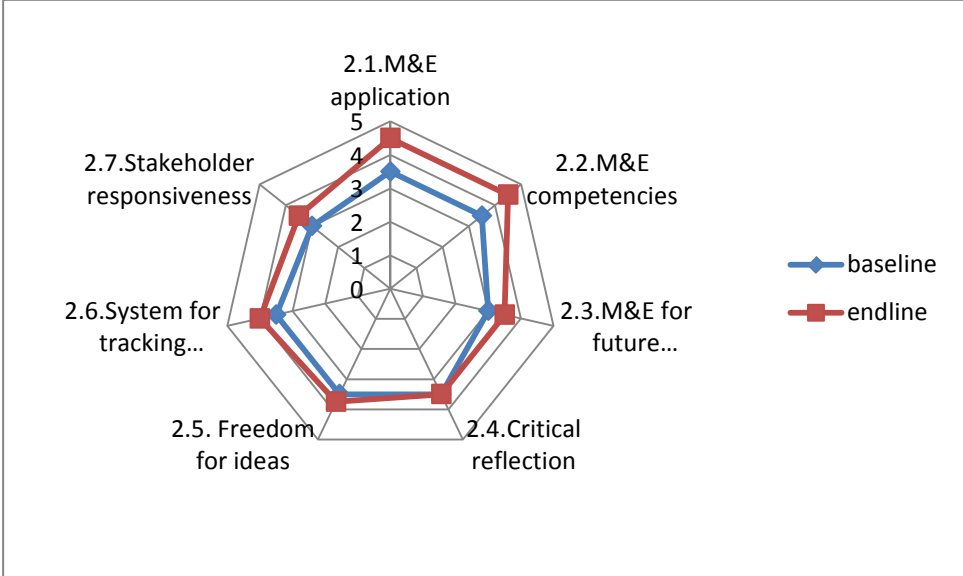 2.1.M&E
application
2.2.M&E
competencies
2.3.M&E for
future...
2.4.Critical
reflection
2.5. Freedom
for ideas
2.6.System for
tracking...
2.7.Stakeholder
responsiveness
5
4
3
2
1
0
baseline
endline